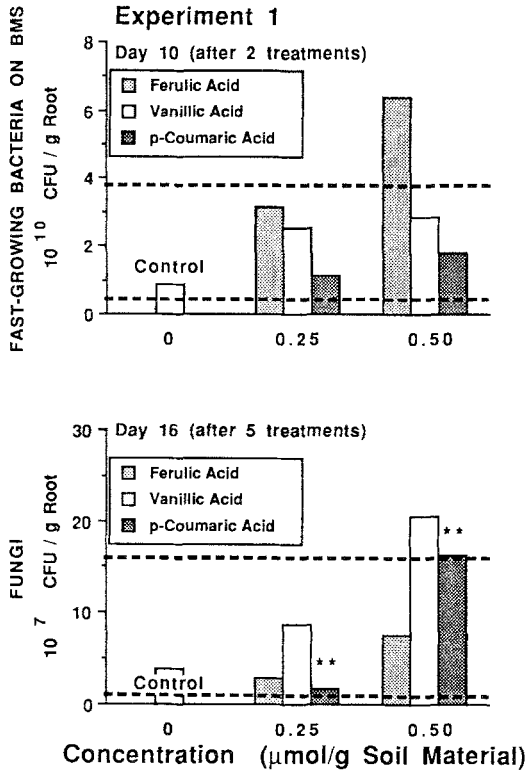 Experiment 1
FAST-GROWING BACTERIA ON BMS
10^10 CFU / g Root
Day 10 (after 2 treatments)
Ferulic Acid
Vanillic Acid
p-Coumaric Acid
8
6
4
2
0
Control
0 0.25 0.50
FUNGI
10^7 CFU / g Root
Day 16 (after 5 treatments)
Ferulic Acid
Vanillic Acid
p-Coumaric Acid
30
20
10
0
Control
**
**
0 0.25 0.50
Concentration (μmol/g Soil Material)